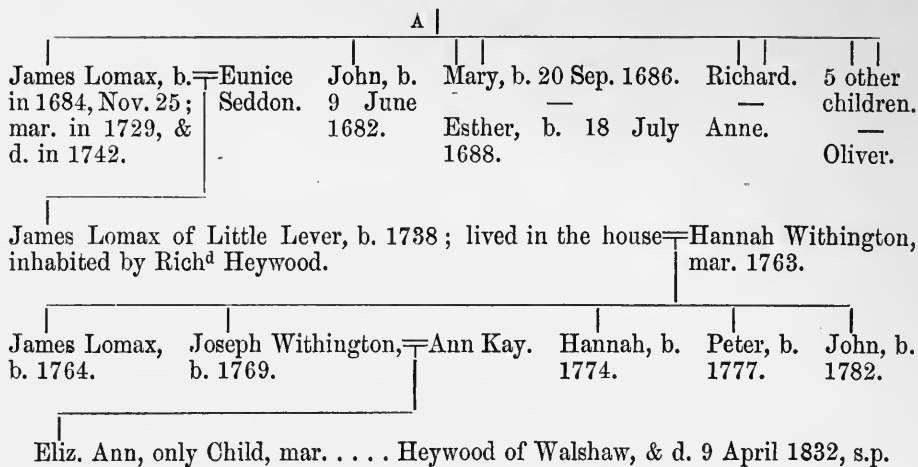 A
James Lomax, b.
in 1684, Nov. 25;
mar. in 1729, &
d. in 1742.
Eunice
Seddon.
John, b.
9 June
1682.
Mary, b. 20 Sep. 1686.
—
Esther, b. 18 July
1688.
Richard.
—
Anne.
5 other
children.
—
Oliver.
James Lomax of Little Lever, b. 1738; lived in the house
inhabited by Richᵈ Heywood.
Hannah Withington,
mar. 1763.
James Lomax,
b. 1764.
Joseph Withington,
b. 1769.
Ann Kay.
Hannah, b.
1774.
Peter, b.
1777.
John, b.
1782.
Eliz. Ann, only Child, mar. . . . . . Heywood of Walshaw, & d. 9 April 1832, s.p.